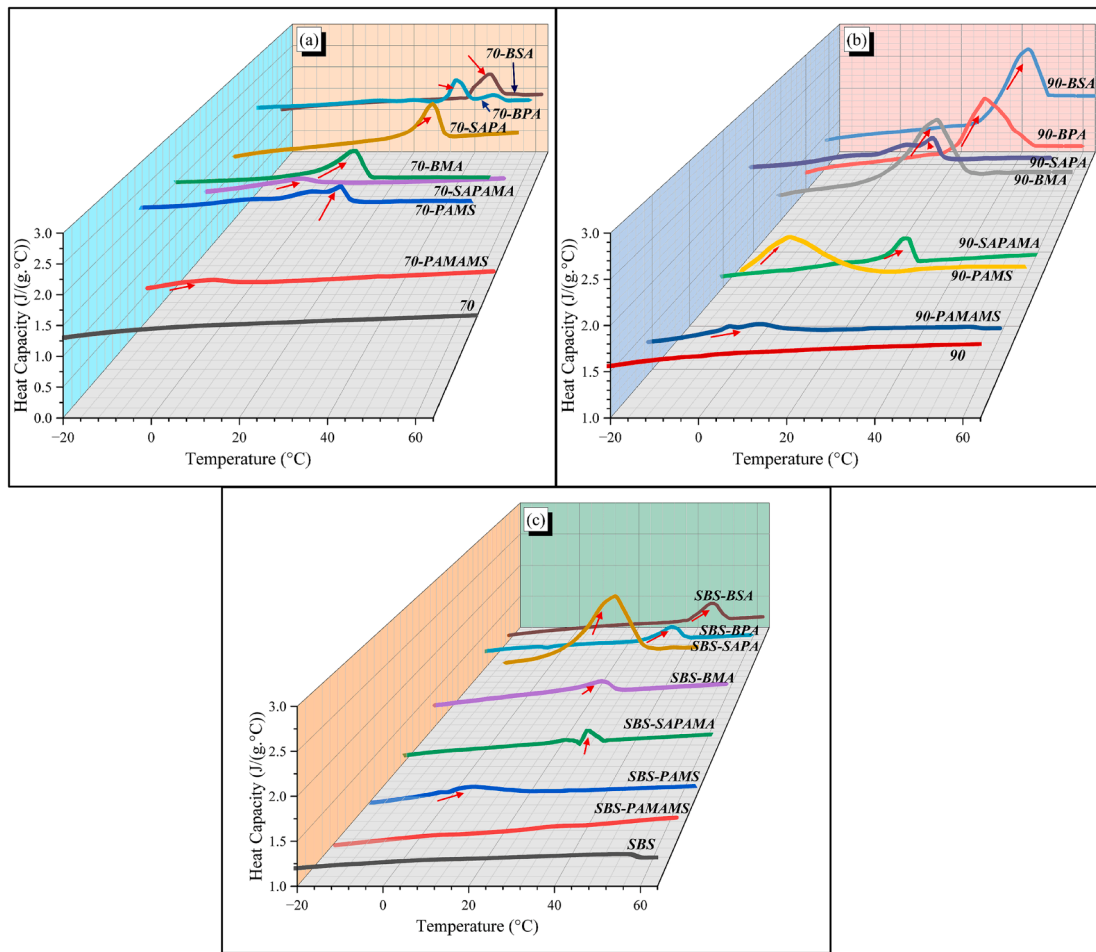 (a)
70-BSA
70-BPA
70-SAPA
70-BMA
70-SAPAMA
70-PAMS
70-PAMAMS
70
Heat Capacity (J/(g.°C))
3.0
2.5
2.0
1.5
1.0
0.5
0.0
−20 0 20 40 60
Temperature (°C)
(b)
90-BSA
90-BPA
90-SAPA
90-BMA
90-SAPAMA
90-PAMS
90-PAMAMS
90
Heat Capacity (J/(g.°C))
3.0
2.5
2.0
1.5
1.0
−20 0 20 40 60
Temperature (°C)
(c)
SBS-BSA
SBS-BPA
SBS-SAPA
SBS-BMA
SBS-SAPAMA
SBS-PAMS
SBS-PAMAMS
SBS
Heat Capacity (J/(g.°C))
3.0
2.5
2.0
1.5
1.0
−20 0 20 40 60
Temperature (°C)